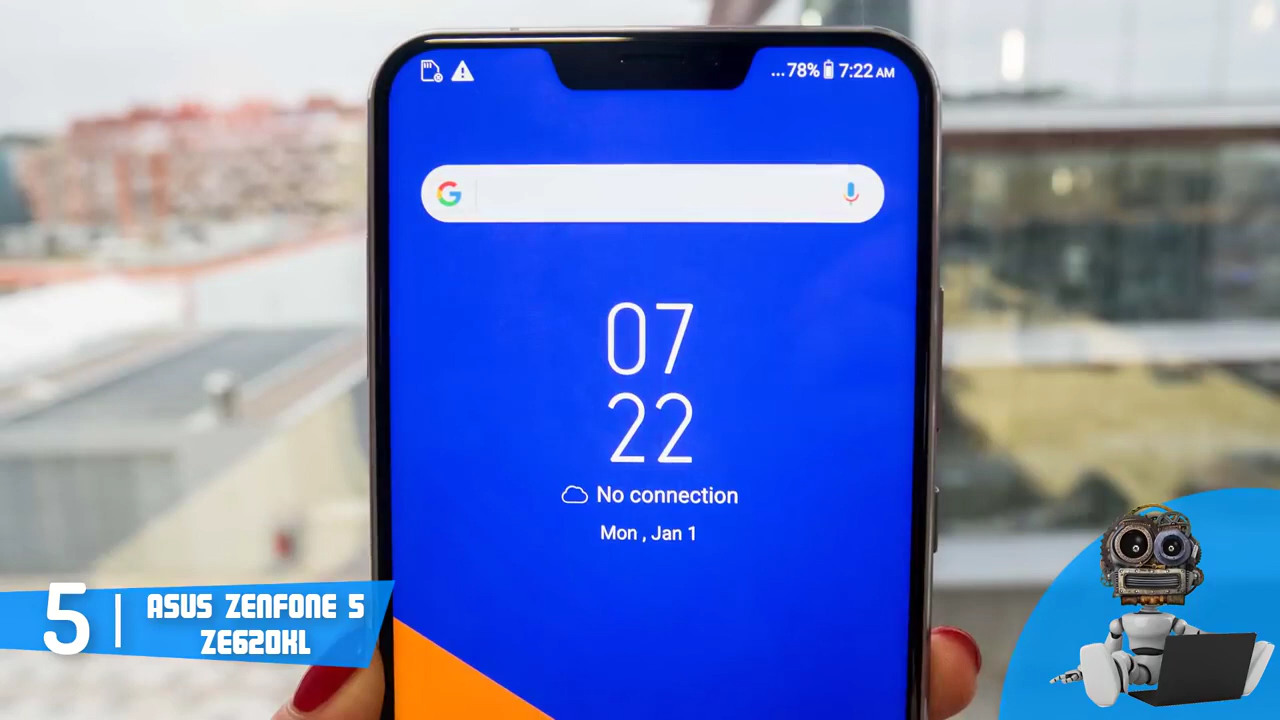 ...78% 7:22 AM
G
07
22
No connection
Mon , Jan 1
5 | ASUS ZENFONE 5
ZE620KL